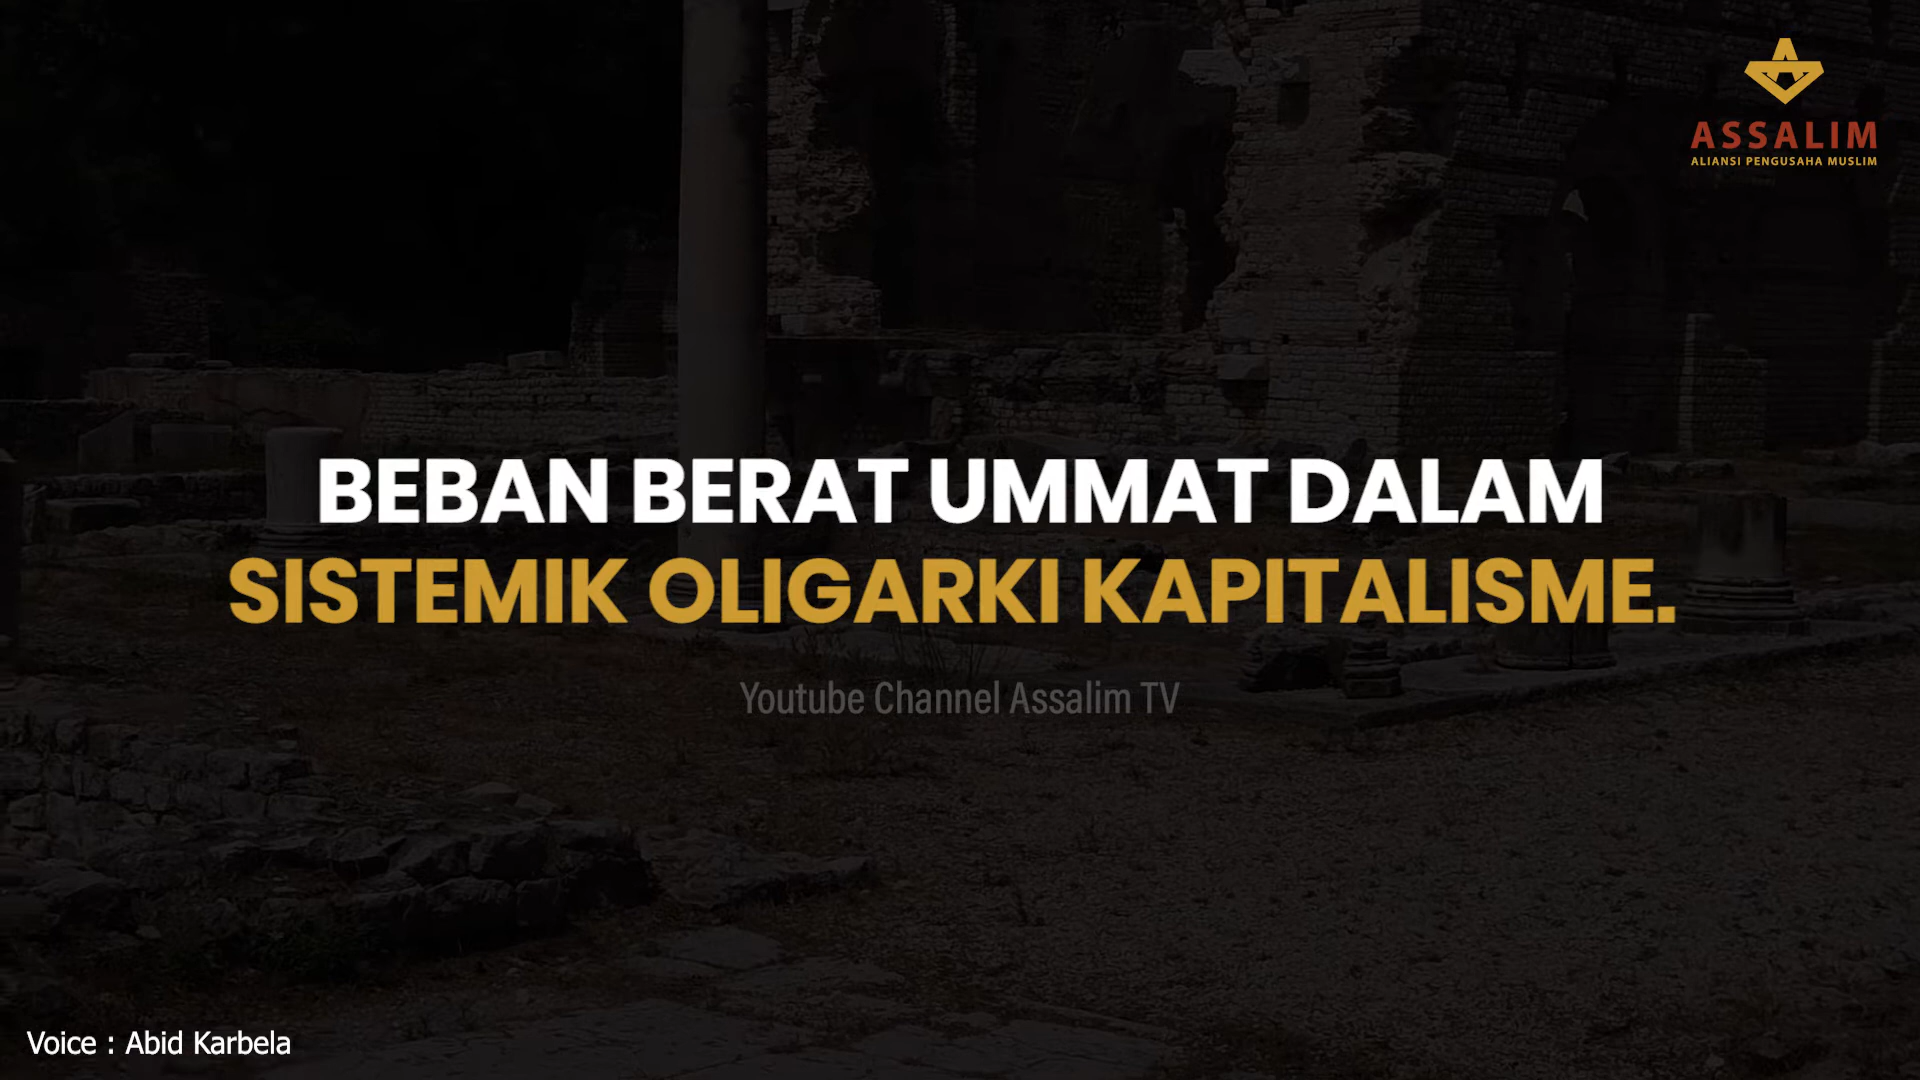 ASSALIM
ALIANSI PENGUSAHA MUSLIM
BEBAN BERAT UMMAT DALAM
SISTEMIK OLIGARKI KAPITALISME.
Youtube Channel Assalim TV
Voice : Abid Karbela